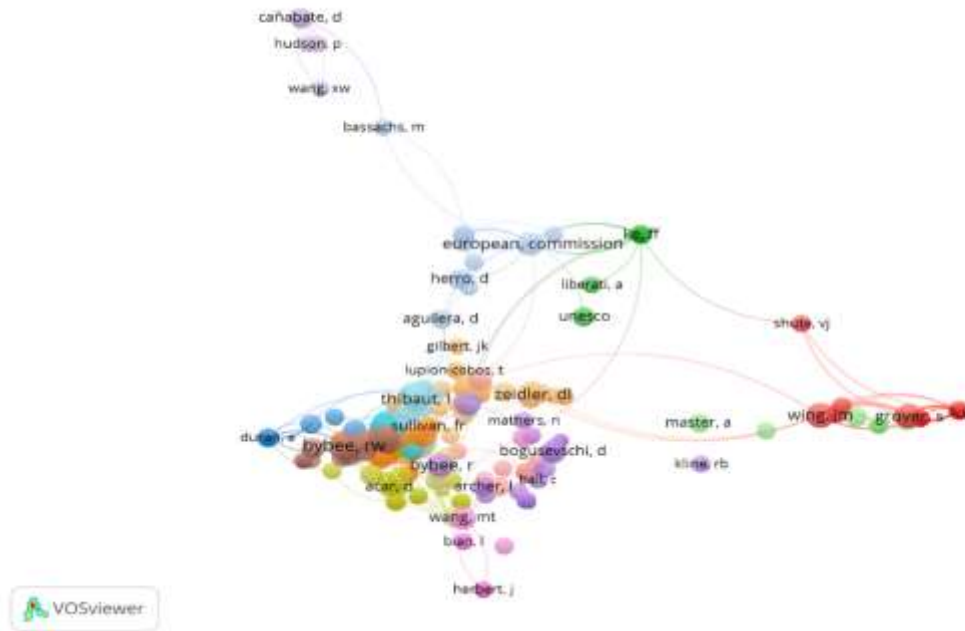 cañabate, d
hudson, p
wang, xw
bassachs, m
european, commission
herro, d
liberati, a
aguilera, d
unesco
shute, vj
gilbert, jk
lupion-cobos, t
thibaut, l
zeidler, dl
mathers, n
sullivan, fr
master, a
wing, jm
grover, s
duran, e
bybee, rw
bybee, r
bogusevschi, d
kline, rb
acar, d
archer, l
wang, mt
bian, l
herbert, j
VOSviewer